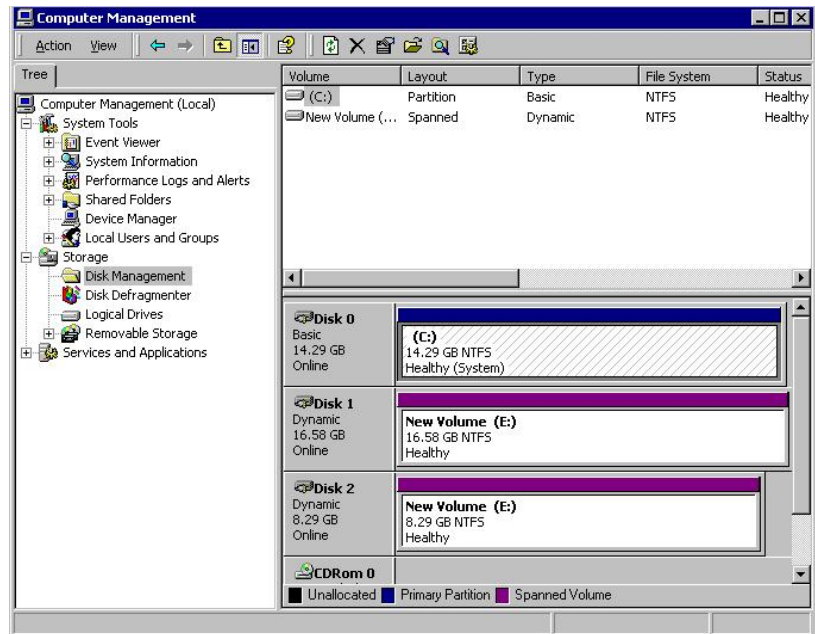 Computer Management
Action View
Tree
Computer Management (Local)
System Tools
Event Viewer
System Information
Performance Logs and Alerts
Shared Folders
Device Manager
Local Users and Groups
Storage
Disk Management
Disk Defragmenter
Logical Drives
Removable Storage
Services and Applications
Volume Layout Type File System Status
(C:) Partition Basic NTFS Healthy
New Volume (... Spanned Dynamic NTFS Healthy
Disk 0
Basic
14.29 GB
Online
(C:)
14.29 GB NTFS
Healthy (System)
Disk 1
Dynamic
16.58 GB
Online
New Volume (E:)
16.58 GB NTFS
Healthy
Disk 2
Dynamic
8.29 GB
Online
New Volume (E:)
8.29 GB NTFS
Healthy
CDRom 0
Unallocated Primary Partition Spanned Volume